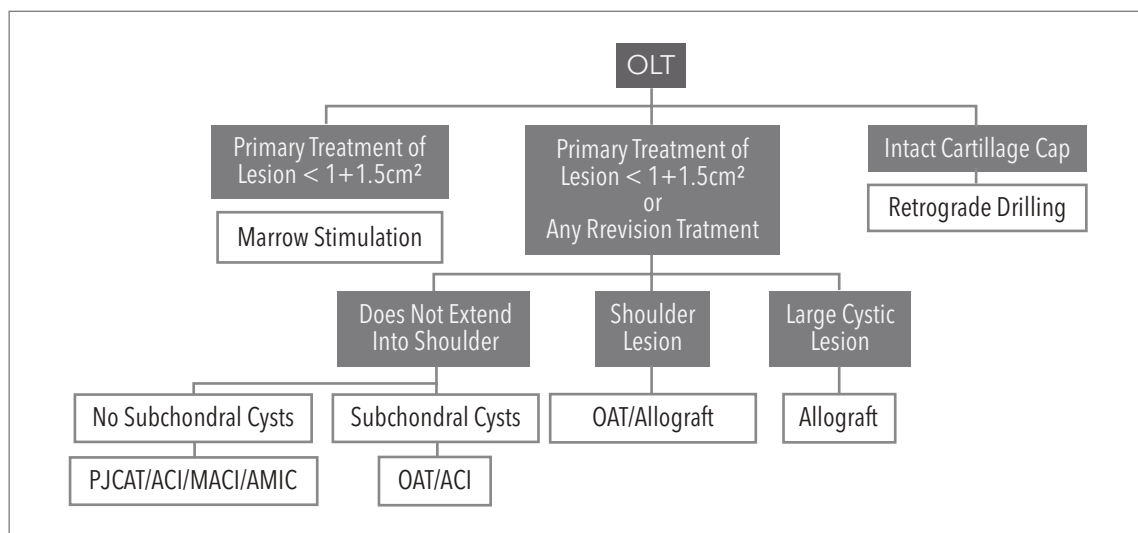 OLT
Primary Treatment of
Lesion < 1+1.5cm²
Marrow Stimulation
Primary Treatment of
Lesion < 1+1.5cm²
or
Any Rrevision Tratment
Intact Cartillage Cap
Retrograde Drilling
Does Not Extend
Into Shoulder
Shoulder
Lesion
Large Cystic
Lesion
No Subchondral Cysts
Subchondral Cysts
OAT/Allograft
Allograft
PJCAT/ACI/MACI/AMIC
OAT/ACI